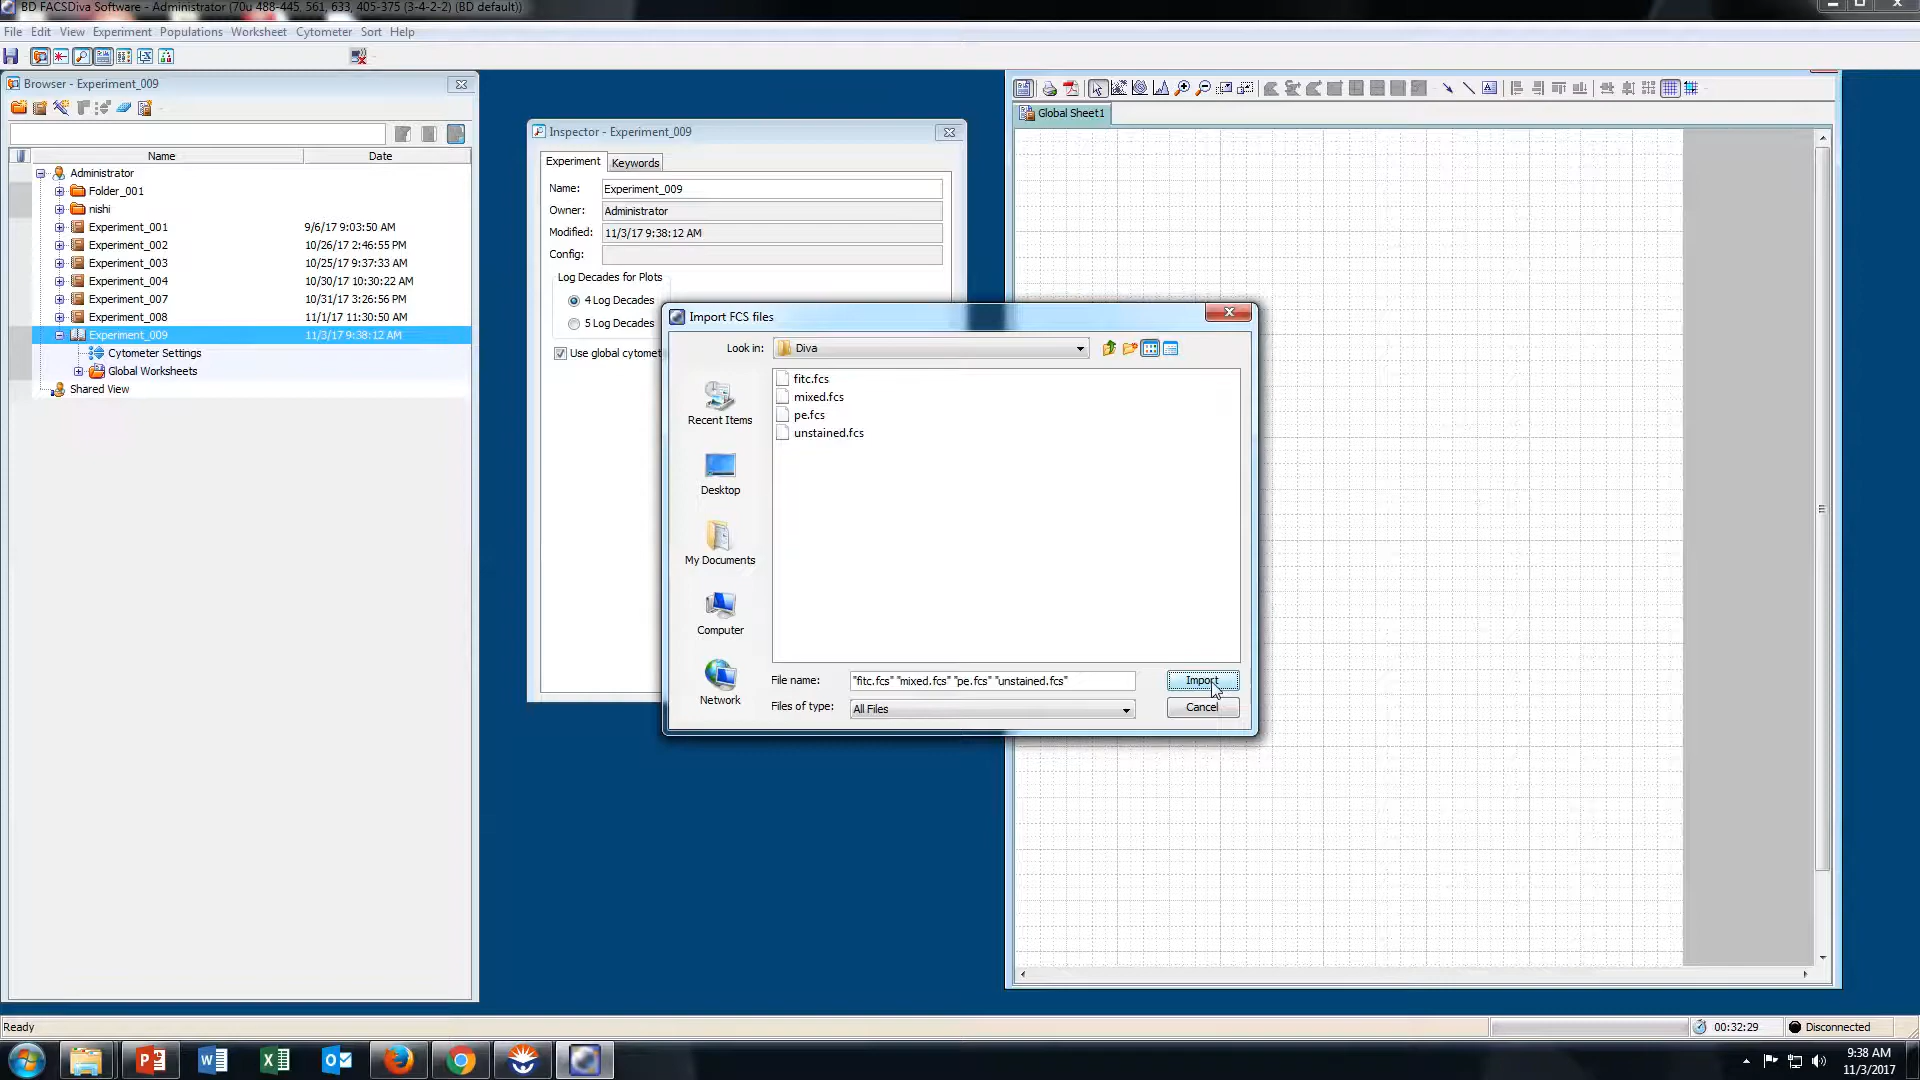 BD FACSDiva Software - Administrator (70u 488-445, 561, 633, 405-375 (3-4-2-2) (BD default))
File Edit View Experiment Populations Worksheet Cytometer Sort Help
Browser - Experiment_009
Name Date
Administrator
Folder_001
nishi
Experiment_001 9/6/17 9:03:50 AM
Experiment_002 10/26/17 2:46:55 PM
Experiment_003 10/25/17 9:37:33 AM
Experiment_004 10/30/17 10:30:22 AM
Experiment_007 10/31/17 3:26:56 PM
Experiment_008 11/1/17 11:30:50 AM
Experiment_009 11/3/17 9:38:12 AM
Cytometer Settings
Global Worksheets
Shared View
Inspector - Experiment_009
Experiment Keywords
Name: Experiment_009
Owner: Administrator
Modified: 11/3/17 9:38:12 AM
Config:
Log Decades for Plots
4 Log Decades
5 Log Decades
Use global cytomet
Global Sheet1
Import FCS files
Look in: Diva
Recent Items
Desktop
My Documents
Computer
Network
fitc.fcs
mixed.fcs
pe.fcs
unstained.fcs
File name: "fitc.fcs" "mixed.fcs" "pe.fcs" "unstained.fcs"
Import
Files of type: All Files
Cancel
Ready
00:32:29 Disconnected
9:38 AM
11/3/2017